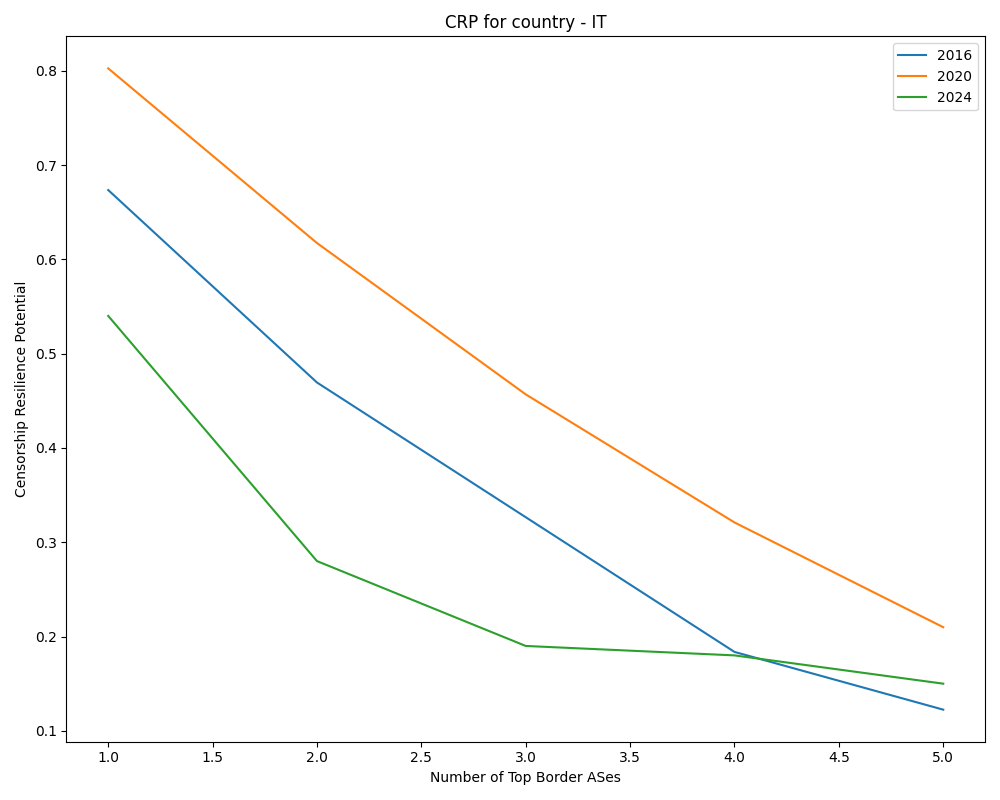 CRP for country - IT
2016
2020
2024
Censorship Resilience Potential
0.8
0.7
0.6
0.5
0.4
0.3
0.2
0.1
1.0 1.5 2.0 2.5 3.0 3.5 4.0 4.5 5.0
Number of Top Border ASes